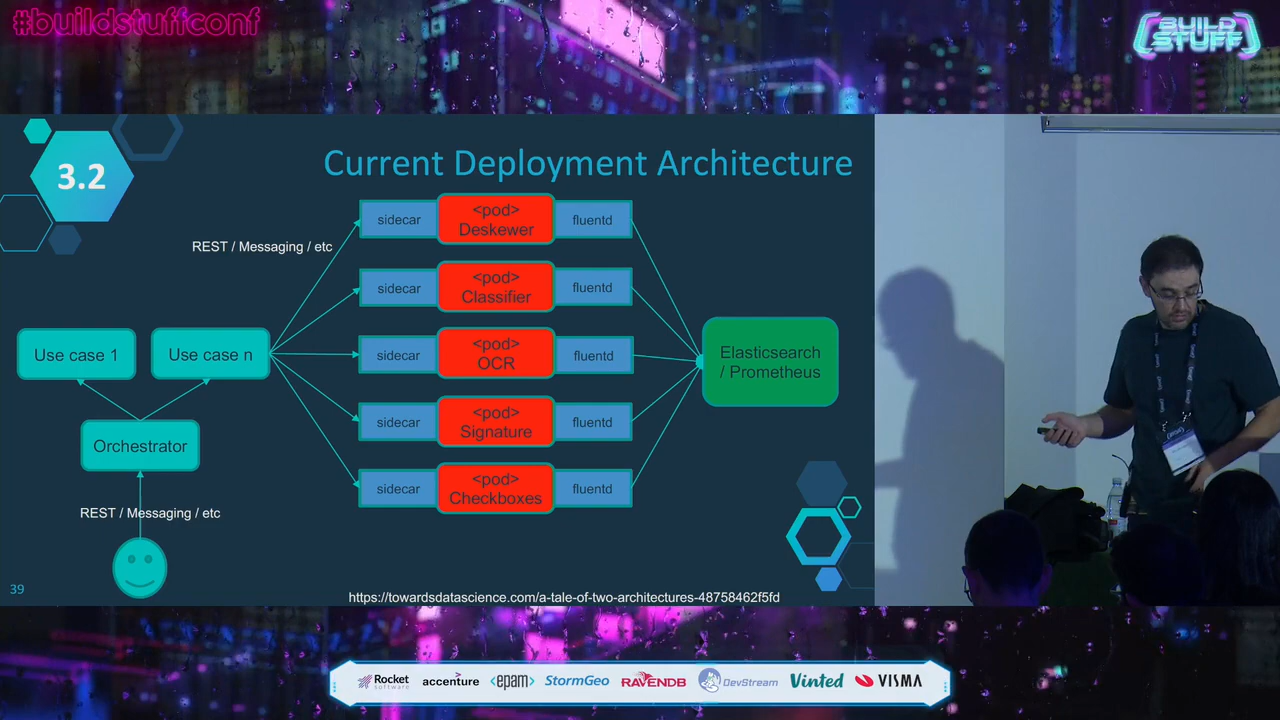 #buildstuffconf
BUILD
STUFF
3.2
Current Deployment Architecture
REST / Messaging / etc
sidecar
<pod>
Deskewer
fluentd
sidecar
<pod>
Classifier
fluentd
Use case 1
Use case n
sidecar
<pod>
OCR
fluentd
Elasticsearch
/ Prometheus
sidecar
<pod>
Signature
fluentd
Orchestrator
sidecar
<pod>
Checkboxes
fluentd
REST / Messaging / etc
39
https://towardsdatascience.com/a-tale-of-two-architectures-48758462f5fd
Rocket
software
accenture
<epam>
StormGeo
RAVENDB
DevStream
Vinted
VISMA